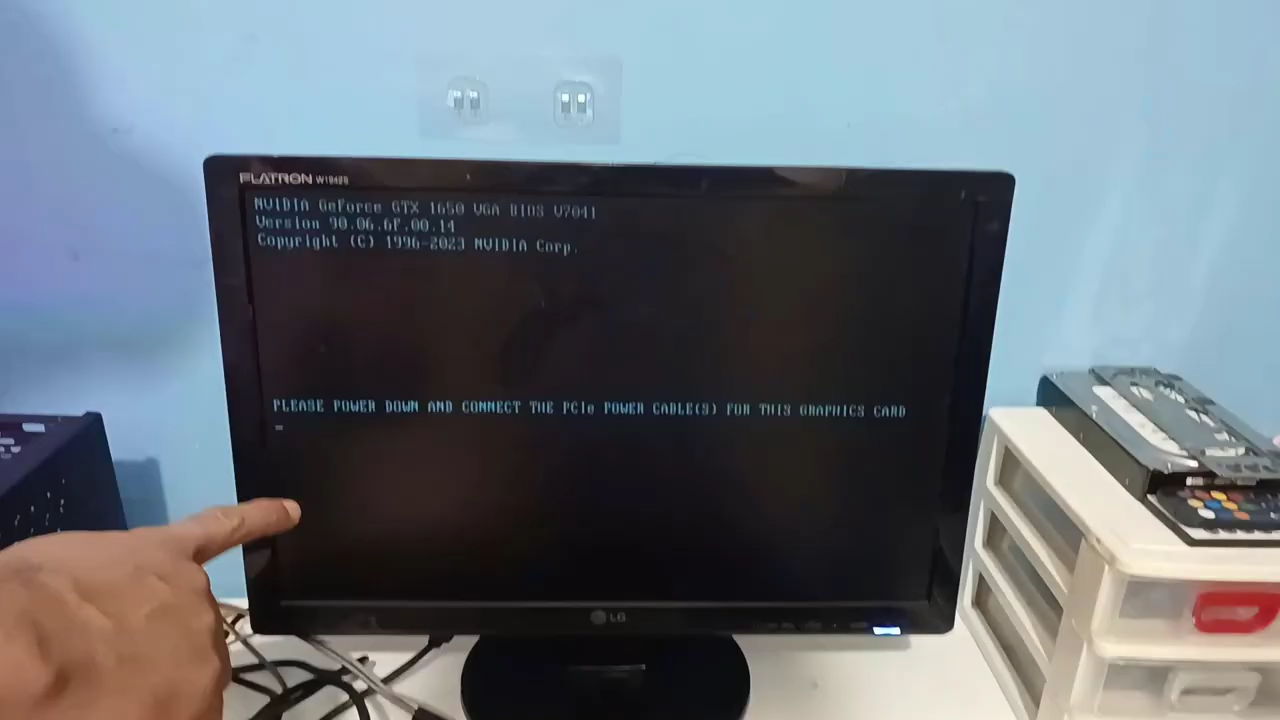 FLATRON W1942S
NVIDIA GeForce GTX 1650 VGA BIOS V7041
Version 90.06.6F.00.14
Copyright (C) 1996-2023 NVIDIA Corp.
PLEASE POWER DOWN AND CONNECT THE PCIe POWER CABLE(S) FOR THIS GRAPHICS CARD
LG